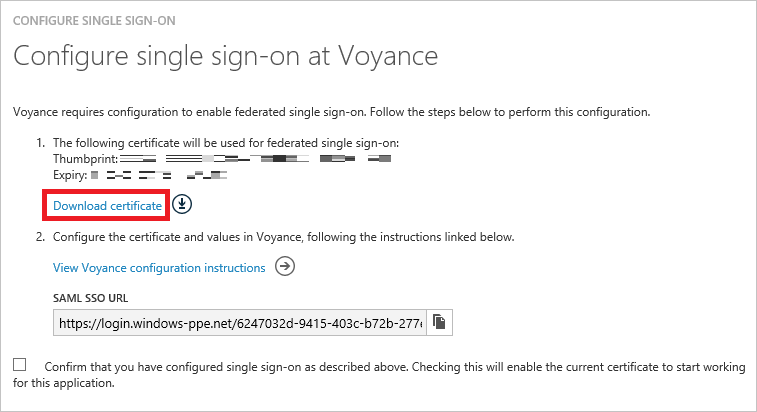 CONFIGURE SINGLE SIGN-ON
Configure single sign-on at Voyance
Voyance requires configuration to enable federated single sign-on. Follow the steps below to perform this configuration.
1. The following certificate will be used for federated single sign-on:
Thumbprint:
Expiry:
Download certificate
2. Configure the certificate and values in Voyance, following the instructions linked below.
View Voyance configuration instructions
SAML SSO URL
https://login.windows-ppe.net/6247032d-9415-403c-b72b-277
Confirm that you have configured single sign-on as described above. Checking this will enable the current certificate to start working
for this application.